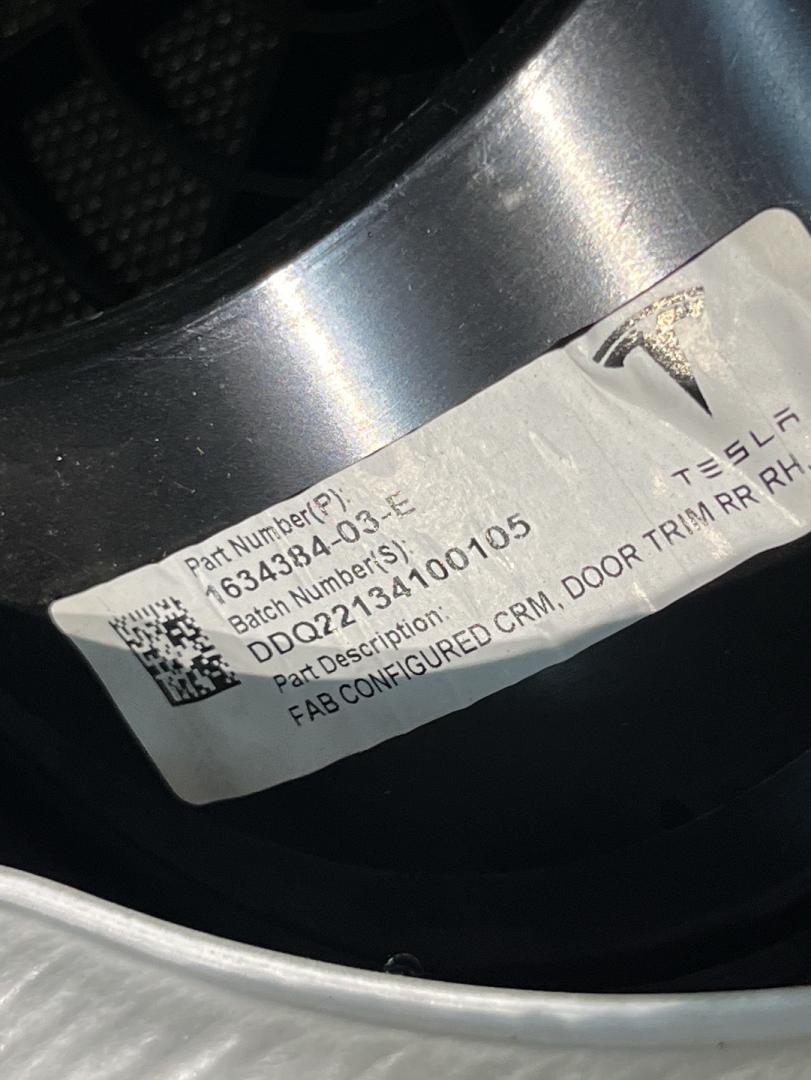 TESLA
Part Number(P):
1634384-03-E
Batch Number(S):
DDQ22134100105
Part Description:
FAB CONFIGURED CRM, DOOR TRIM RR RH,